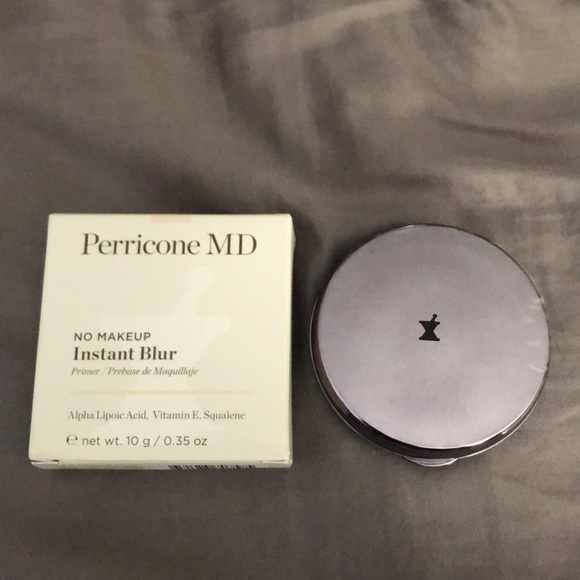 Perricone MD
NO MAKEUP
Instant Blur
Primer / Prebase de Maquillaje
Alpha Lipoic Acid, Vitamin E, Squalene
℮ net wt. 10 g / 0.35 oz